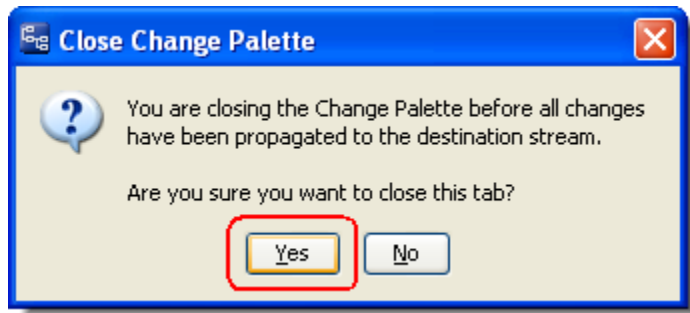 Close Change Palette
You are closing the Change Palette before all changes
have been propagated to the destination stream.
Are you sure you want to close this tab?
Yes No